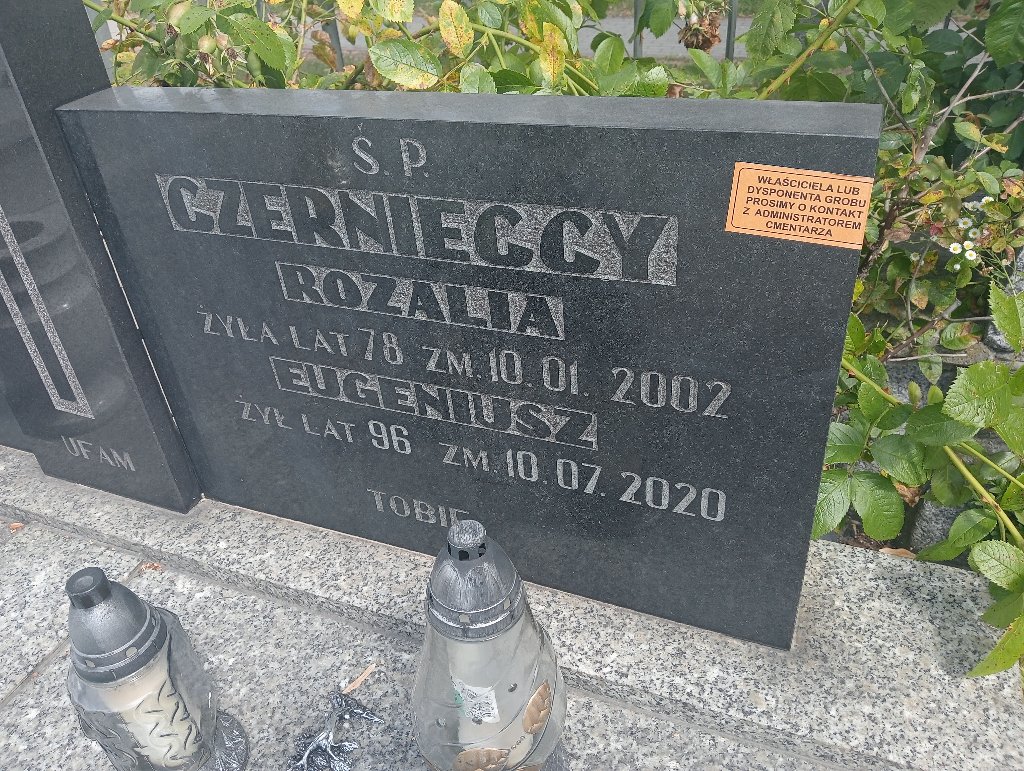 Ś.P.
CZERNIECCY
ROZALIA
ŻYŁA LAT 78 ZM. 10.01.2002
EUGENIUSZ
ŻYŁ LAT 96 ZM. 10.07.2020
UFAM
TOBIE
WŁAŚCICIELA LUB
DYSPONENTA GROBU
PROSIMY O KONTAKT
Z ADMINISTRATOREM
CMENTARZA